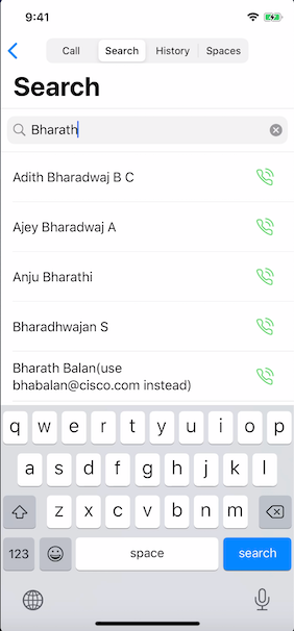 9:41
Call Search History Spaces
Search
Bharath
Adith Bharadwaj B C
Ajey Bharadwaj A
Anju Bharathi
Bharadhwajan S
Bharath Balan(use
bhabalan@cisco.com instead)
q w e r t y u i o p
a s d f g h j k l
z x c v b n m
123 space search